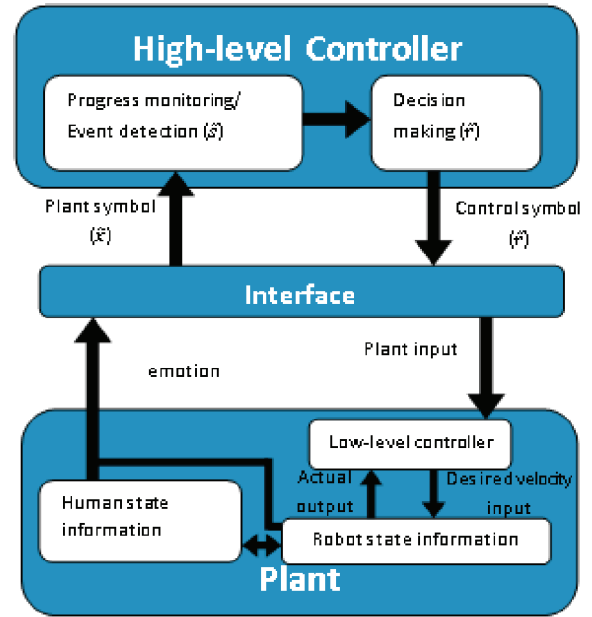 High-level Controller
Progress monitoring/
Event detection (ŝ)
Decision
making (r̃)
Plant symbol
(x̃)
Control symbol
(r̃)
Interface
Plant input
emotion
Low-level controller
Actual
output
Desired velocity
input
Human state
information
Robot state information
Plant